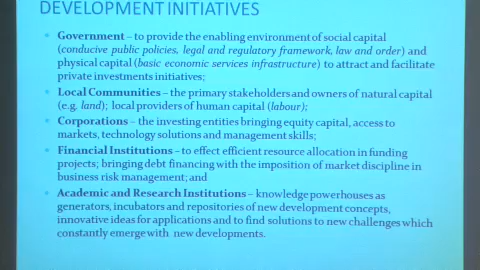 DEVELOPMENT INITIATIVES
Government – to provide the enabling environment of social capital
(conducive public policies, legal and regulatory framework, law and order) and
physical capital (basic economic services infrastructure) to attract and facilitate
private investments initiatives;
Local Communities – the primary stakeholders and owners of natural capital
(e.g. land); local providers of human capital (labour);
Corporations – the investing entities bringing equity capital, access to
markets, technology solutions and management skills;
Financial Institutions – to effect efficient resource allocation in funding
projects; bringing debt financing with the imposition of market discipline in
business risk management; and
Academic and Research Institutions – knowledge powerhouses as
generators, incubators and repositories of new development concepts,
innovative ideas for applications and to find solutions to new challenges which
constantly emerge with new developments.